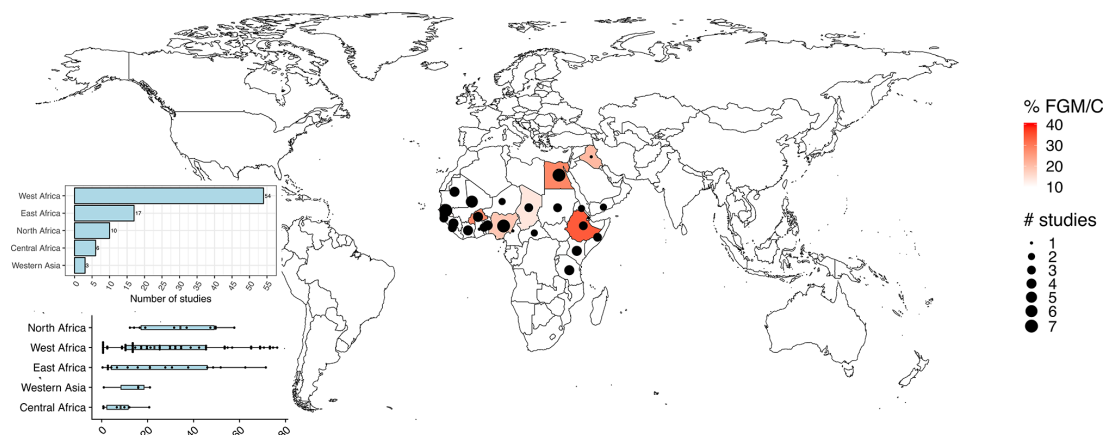 % FGM/C
40
30
20
10
# studies
1
2
3
4
5
6
7
West Africa 54
East Africa 17
North Africa 10
Central Africa 6
Western Asia 3
0 5 10 15 20 25 30 35 40 45 50 55
Number of studies
North Africa
West Africa
East Africa
Western Asia
Central Africa
0 20 40 60 80